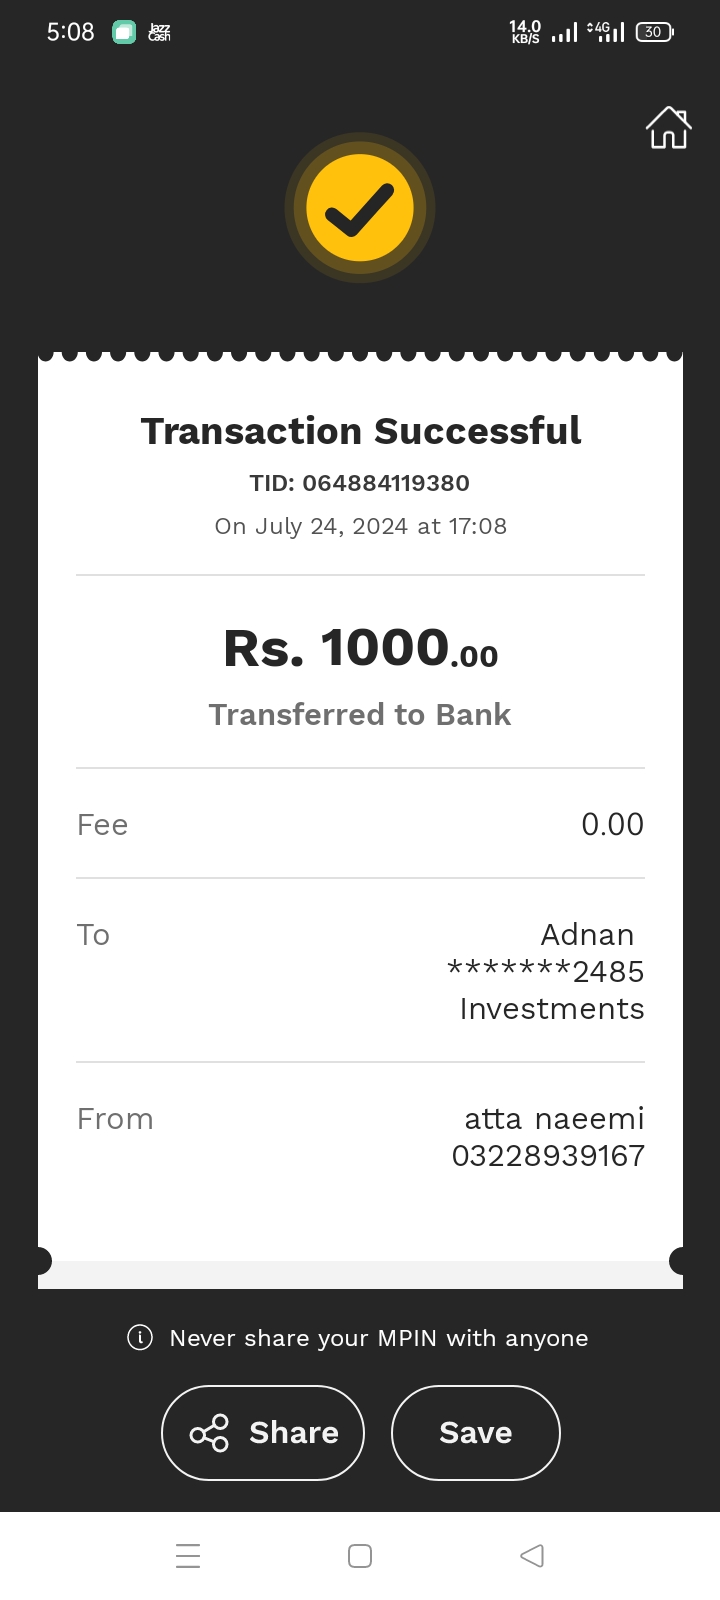 5:08
Jazz
Cash
14.0
KB/S
4G
30
Transaction Successful
TID: 064884119380
On July 24, 2024 at 17:08
Rs. 1000.00
Transferred to Bank
Fee
0.00
To
Adnan
*******2485
Investments
From
atta naeemi
03228939167
Never share your MPIN with anyone
Share
Save